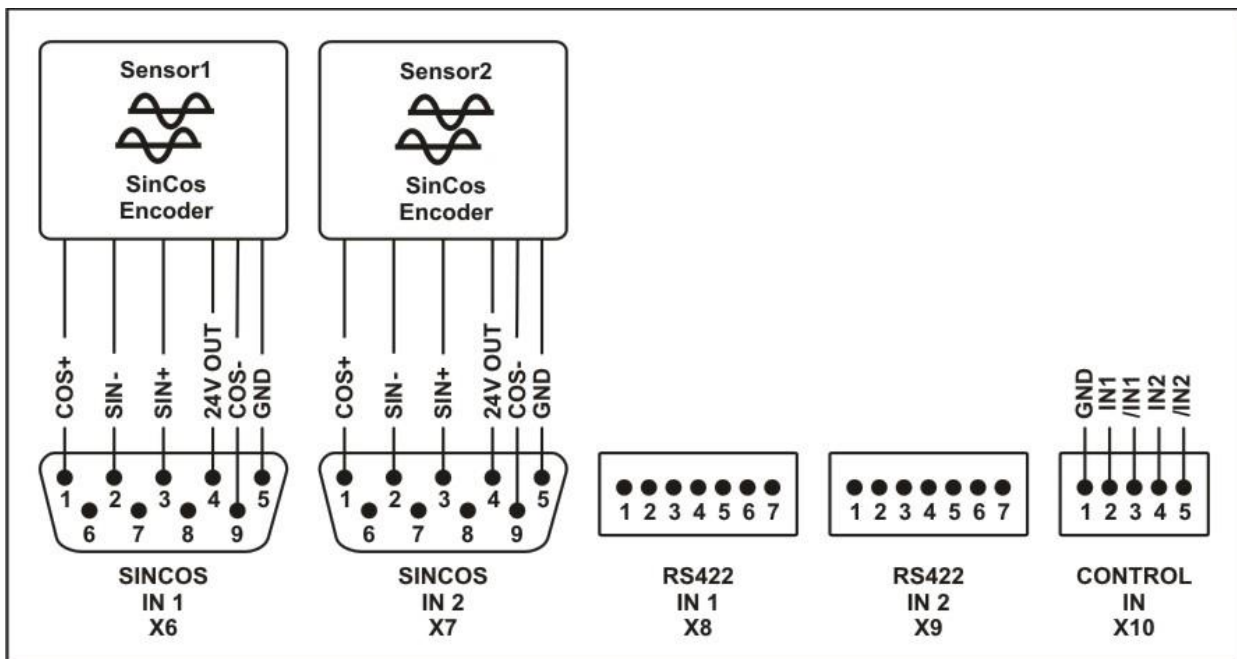 Sensor1
SinCos
Encoder
Sensor2
SinCos
Encoder
COS+
SIN-
SIN+
24V OUT
COS-
GND
COS+
SIN-
SIN+
24V OUT
COS-
GND
GND
IN1
/IN1
IN2
/IN2
1 2 3 4 5
6 7 8 9
1 2 3 4 5
6 7 8 9
1 2 3 4 5 6 7
1 2 3 4 5 6 7
1 2 3 4 5
SINCOS
IN 1
X6
SINCOS
IN 2
X7
RS422
IN 1
X8
RS422
IN 2
X9
CONTROL
IN
X10